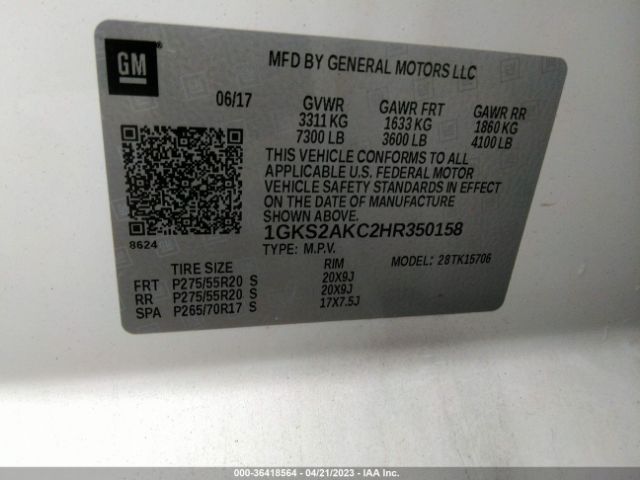 GM
®
MFD BY GENERAL MOTORS LLC
06/17 GVWR GAWR FRT GAWR RR
3311 KG 1633 KG 1860 KG
7300 LB 3600 LB 4100 LB
THIS VEHICLE CONFORMS TO ALL
APPLICABLE U.S. FEDERAL MOTOR
VEHICLE SAFETY STANDARDS IN EFFECT
ON THE DATE OF MANUFACTURE
SHOWN ABOVE.
8624
1GKS2AKC2HR350158
TYPE: M.P.V. MODEL: 28TK15706
TIRE SIZE RIM
FRT P275/55R20 S 20X9J
RR P275/55R20 S 20X9J
SPA P265/70R17 S 17X7.5J
000-36418564 - 04/21/2023 - IAA Inc.